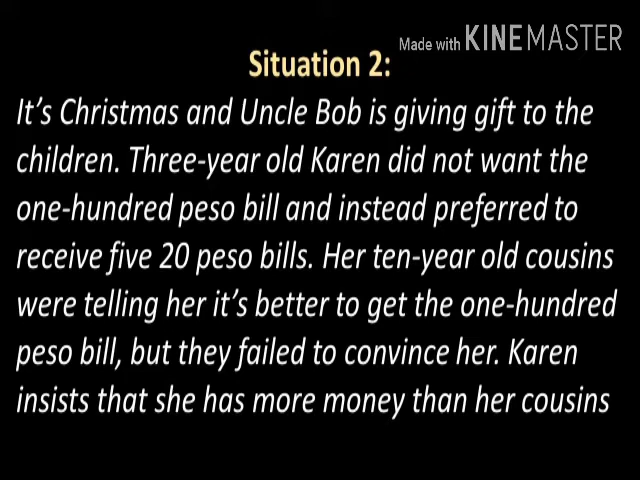 Made with KINEMASTER
Situation 2:
It's Christmas and Uncle Bob is giving gift to the
children. Three-year old Karen did not want the
one-hundred peso bill and instead preferred to
receive five 20 peso bills. Her ten-year old cousins
were telling her it's better to get the one-hundred
peso bill, but they failed to convince her. Karen
insists that she has more money than her cousins